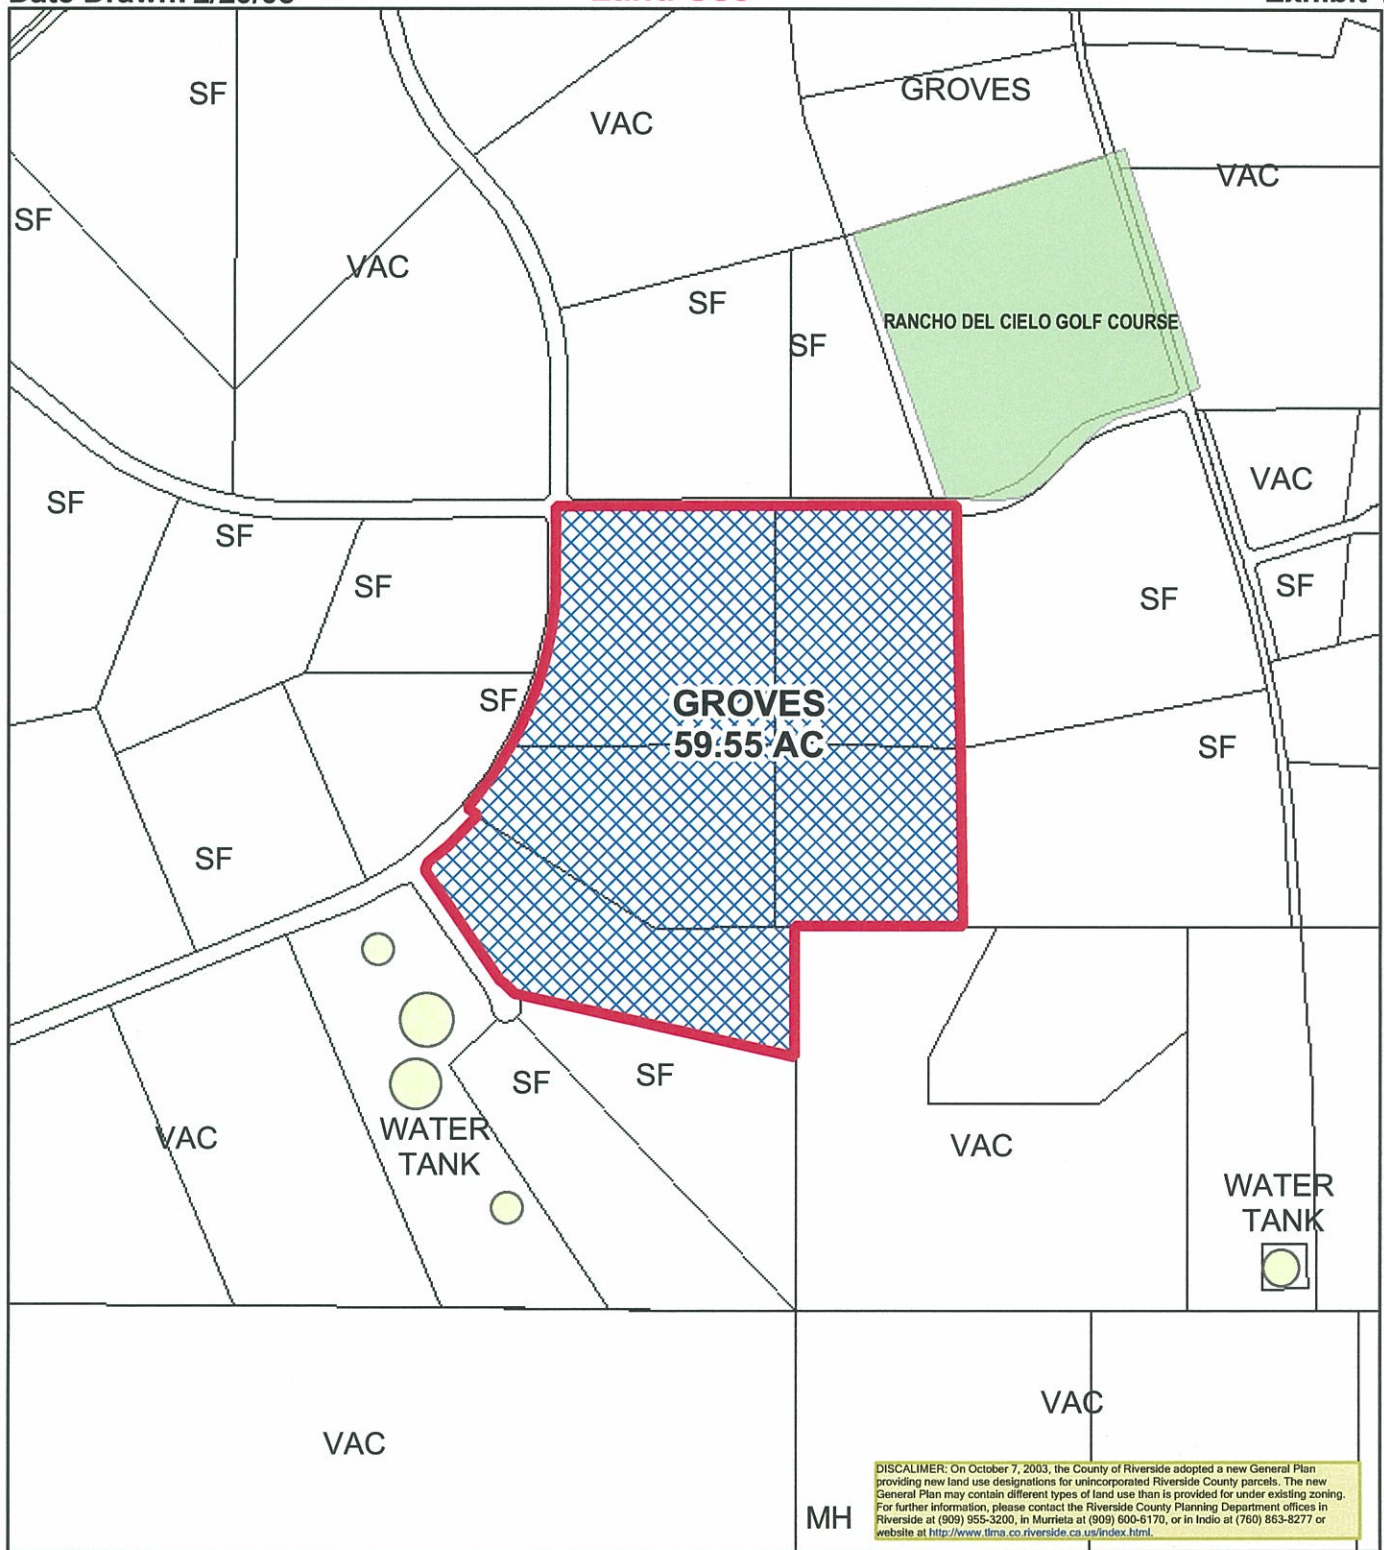 GROVES
SF
VAC
VAC
SF
VAC
SF
RANCHO DEL CIELO GOLF COURSE
SF
VAC
SF
SF
SF
SF
SF
SF
GROVES
59.55 AC
SF
SF
SF
SF
WATER
TANK
VAC
VAC
WATER
TANK
VAC
VAC
MH
DISCALIMER: On October 7, 2003, the County of Riverside adopted a new General Plan
providing new land use designations for unincorporated Riverside County parcels. The new
General Plan may contain different types of land use than is provided for under existing zoning.
For further information, please contact the Riverside County Planning Department offices in
Riverside at (909) 955-3200, in Murrieta at (909) 600-6170, or in Indio at (760) 863-8277 or
website at http://www.tlma.co.riverside.ca.us/index.html.